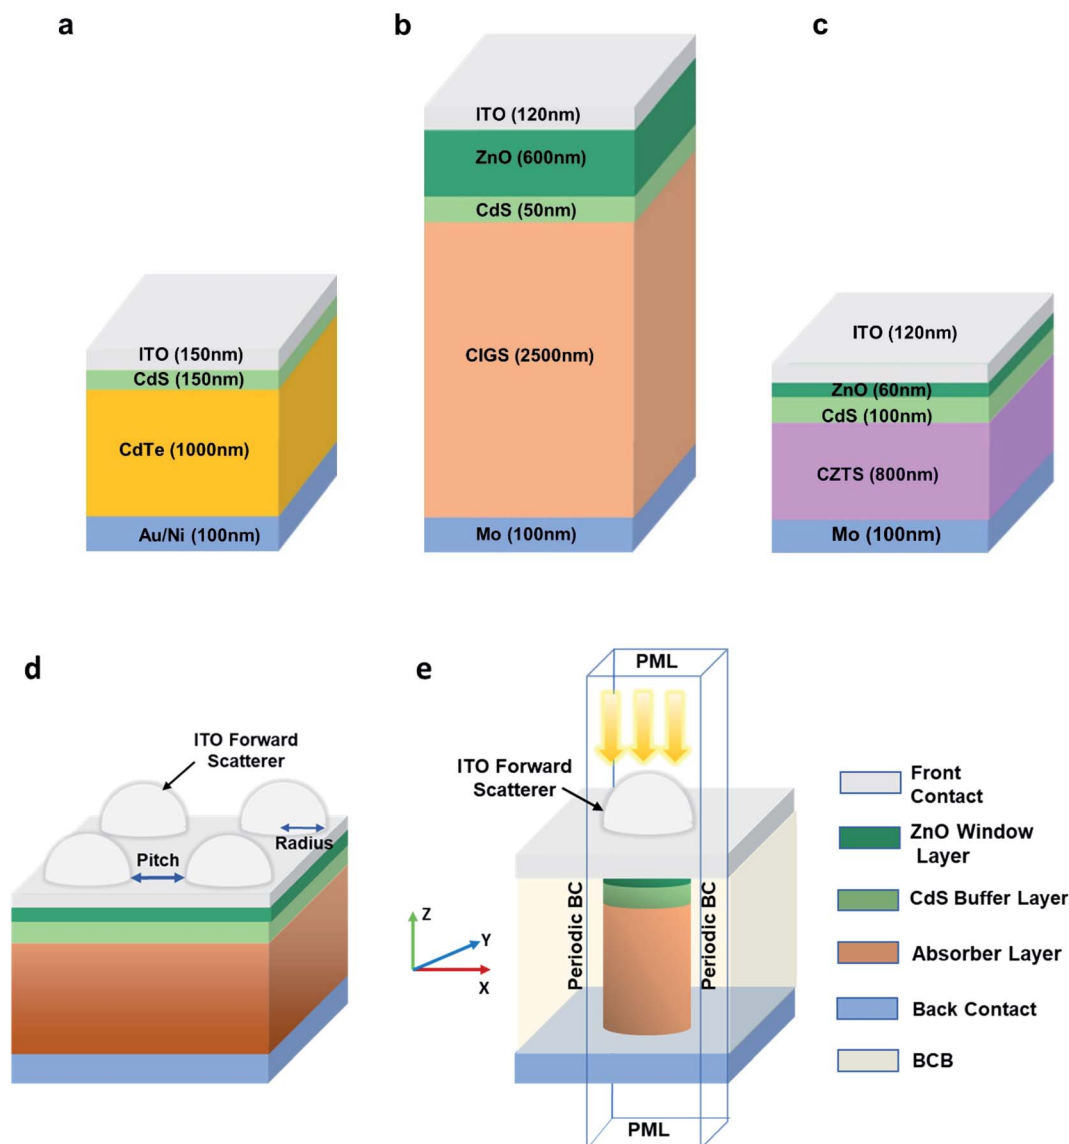 a
ITO (150nm)
CdS (150nm)
CdTe (1000nm)
Au/Ni (100nm)
b
ITO (120nm)
ZnO (600nm)
CdS (50nm)
CIGS (2500nm)
Mo (100nm)
c
ITO (120nm)
ZnO (60nm)
CdS (100nm)
CZTS (800nm)
Mo (100nm)
d
ITO Forward
Scatterer
Radius
Pitch
e
PML
ITO Forward
Scatterer
Periodic BC
Periodic BC
Z
Y
X
PML
Front
Contact
ZnO Window
Layer
CdS Buffer Layer
Absorber Layer
Back Contact
BCB